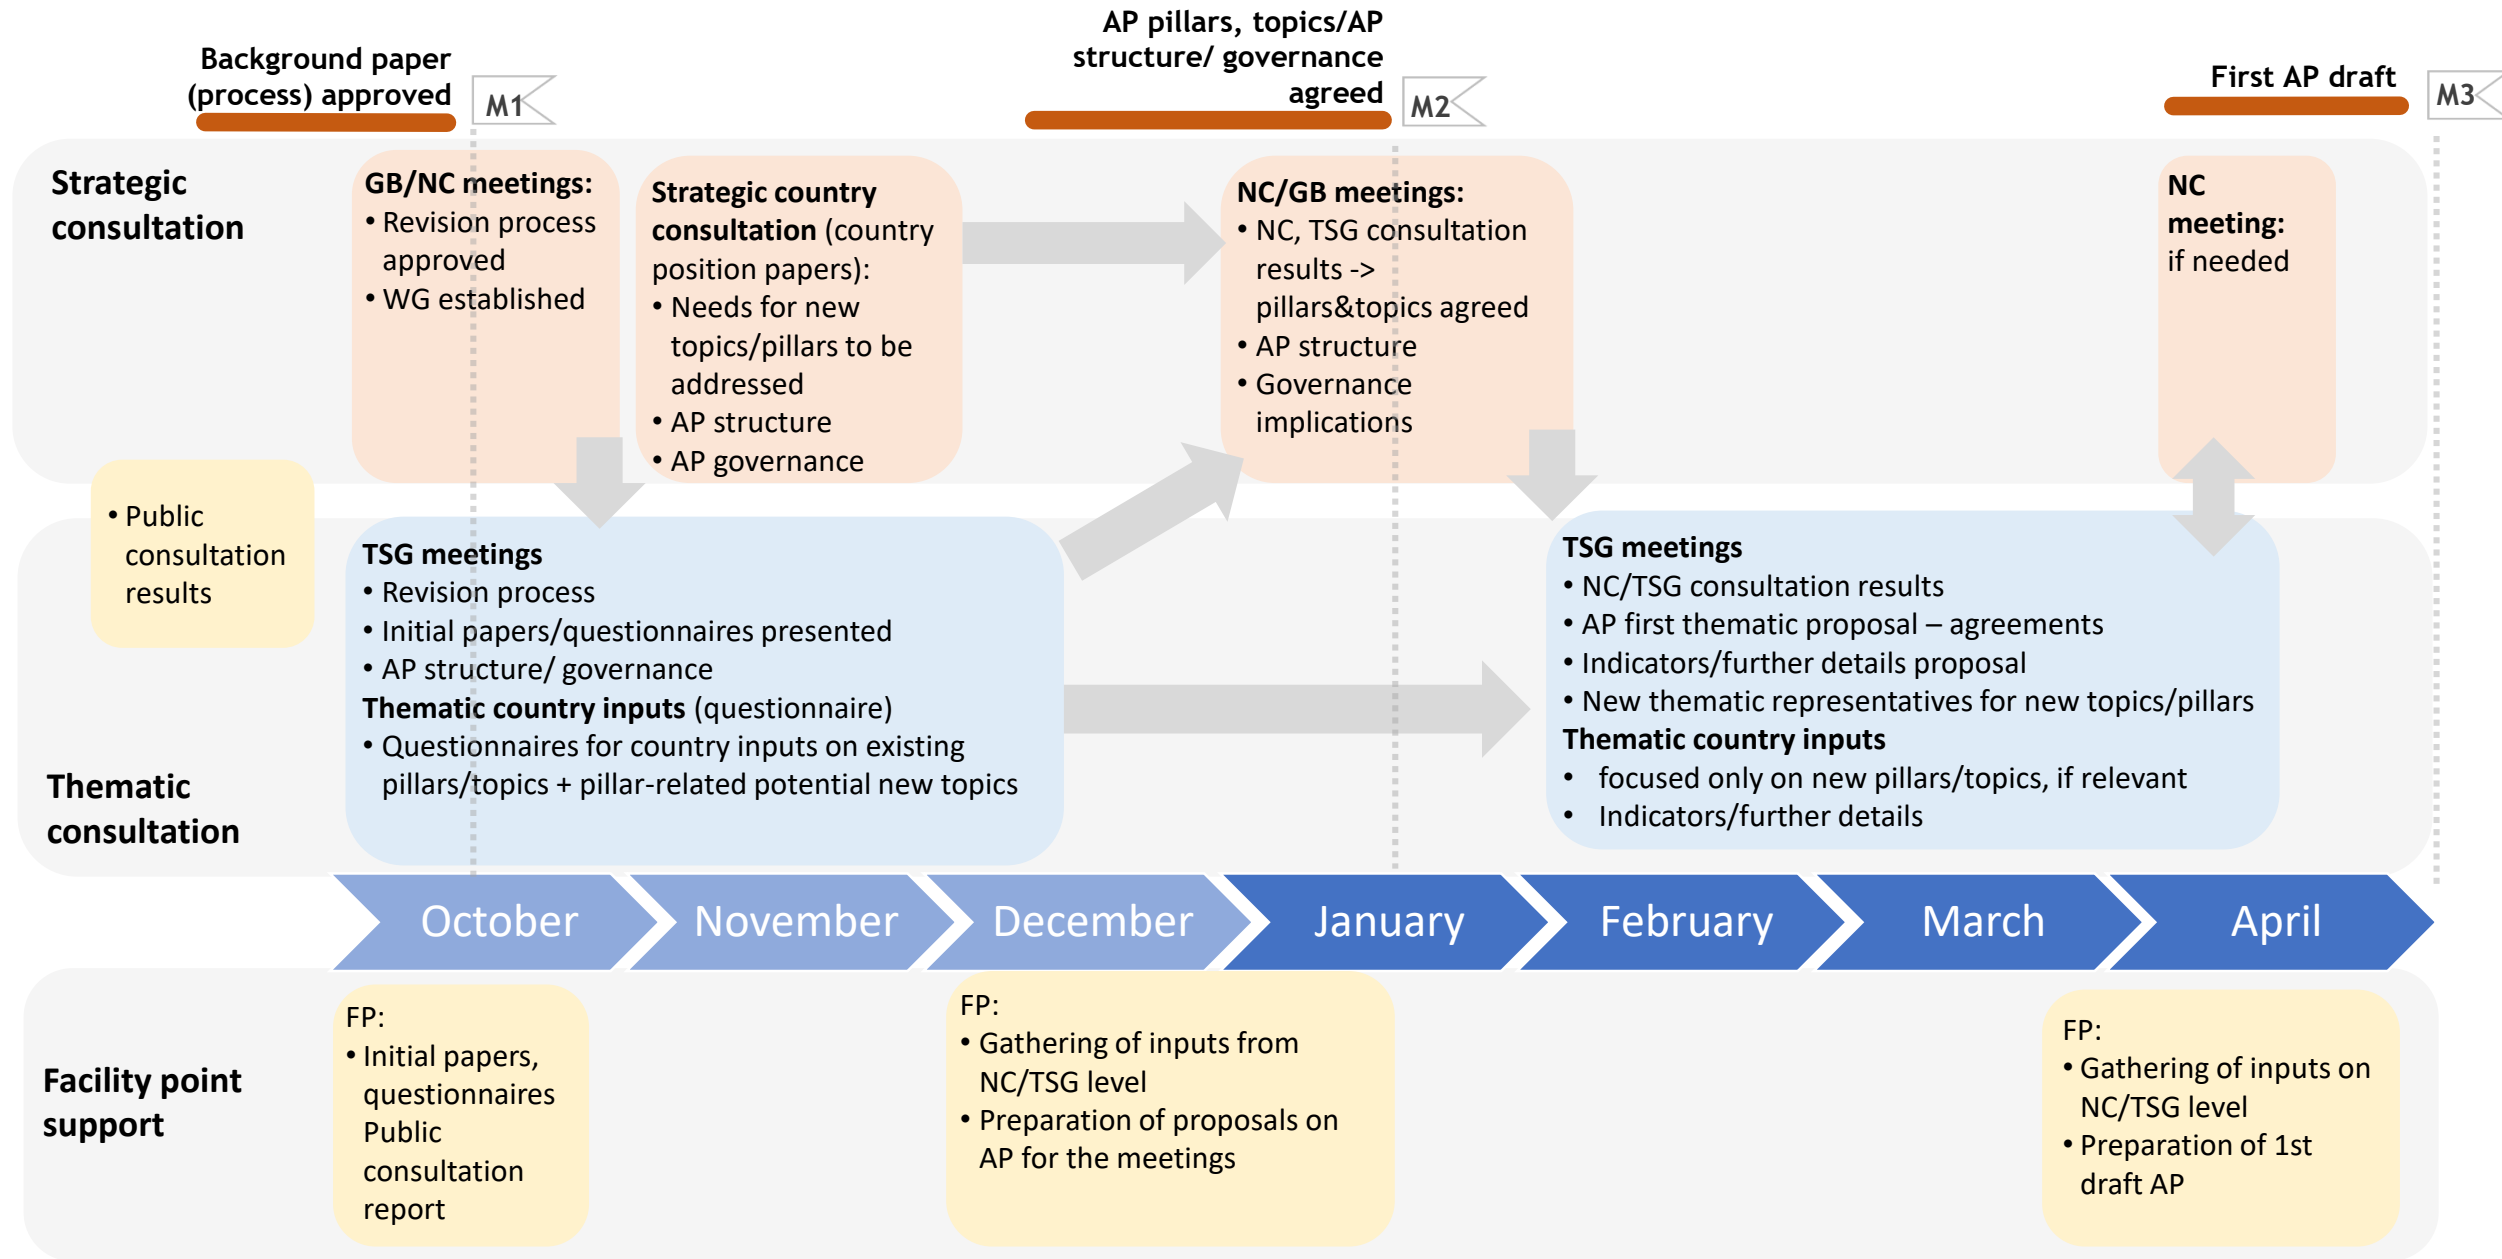 Background paper
(process) approved
M1
AP pillars, topics/AP
structure/ governance
agreed
M2
First AP draft
M3
Strategic
consultation
GB/NC meetings:
• Revision process
approved
• WG established
Strategic country
consultation (country
position papers):
• Needs for new
topics/pillars to be
addressed
• AP structure
• AP governance
NC/GB meetings:
• NC, TSG consultation
results ->
pillars&topics agreed
• AP structure
• Governance
implications
NC
meeting:
if needed
• Public
consultation
results
Thematic
consultation
TSG meetings
• Revision process
• Initial papers/questionnaires presented
• AP structure/ governance
Thematic country inputs (questionnaire)
• Questionnaires for country inputs on existing
pillars/topics + pillar-related potential new topics
TSG meetings
• NC/TSG consultation results
• AP first thematic proposal – agreements
• Indicators/further details proposal
• New thematic representatives for new topics/pillars
Thematic country inputs
• focused only on new pillars/topics, if relevant
• Indicators/further details
October
November
December
January
February
March
April
Facility point
support
FP:
• Initial papers,
questionnaires
Public
consultation
report
FP:
• Gathering of inputs from
NC/TSG level
• Preparation of proposals on
AP for the meetings
FP:
• Gathering of inputs on
NC/TSG level
• Preparation of 1st
draft AP